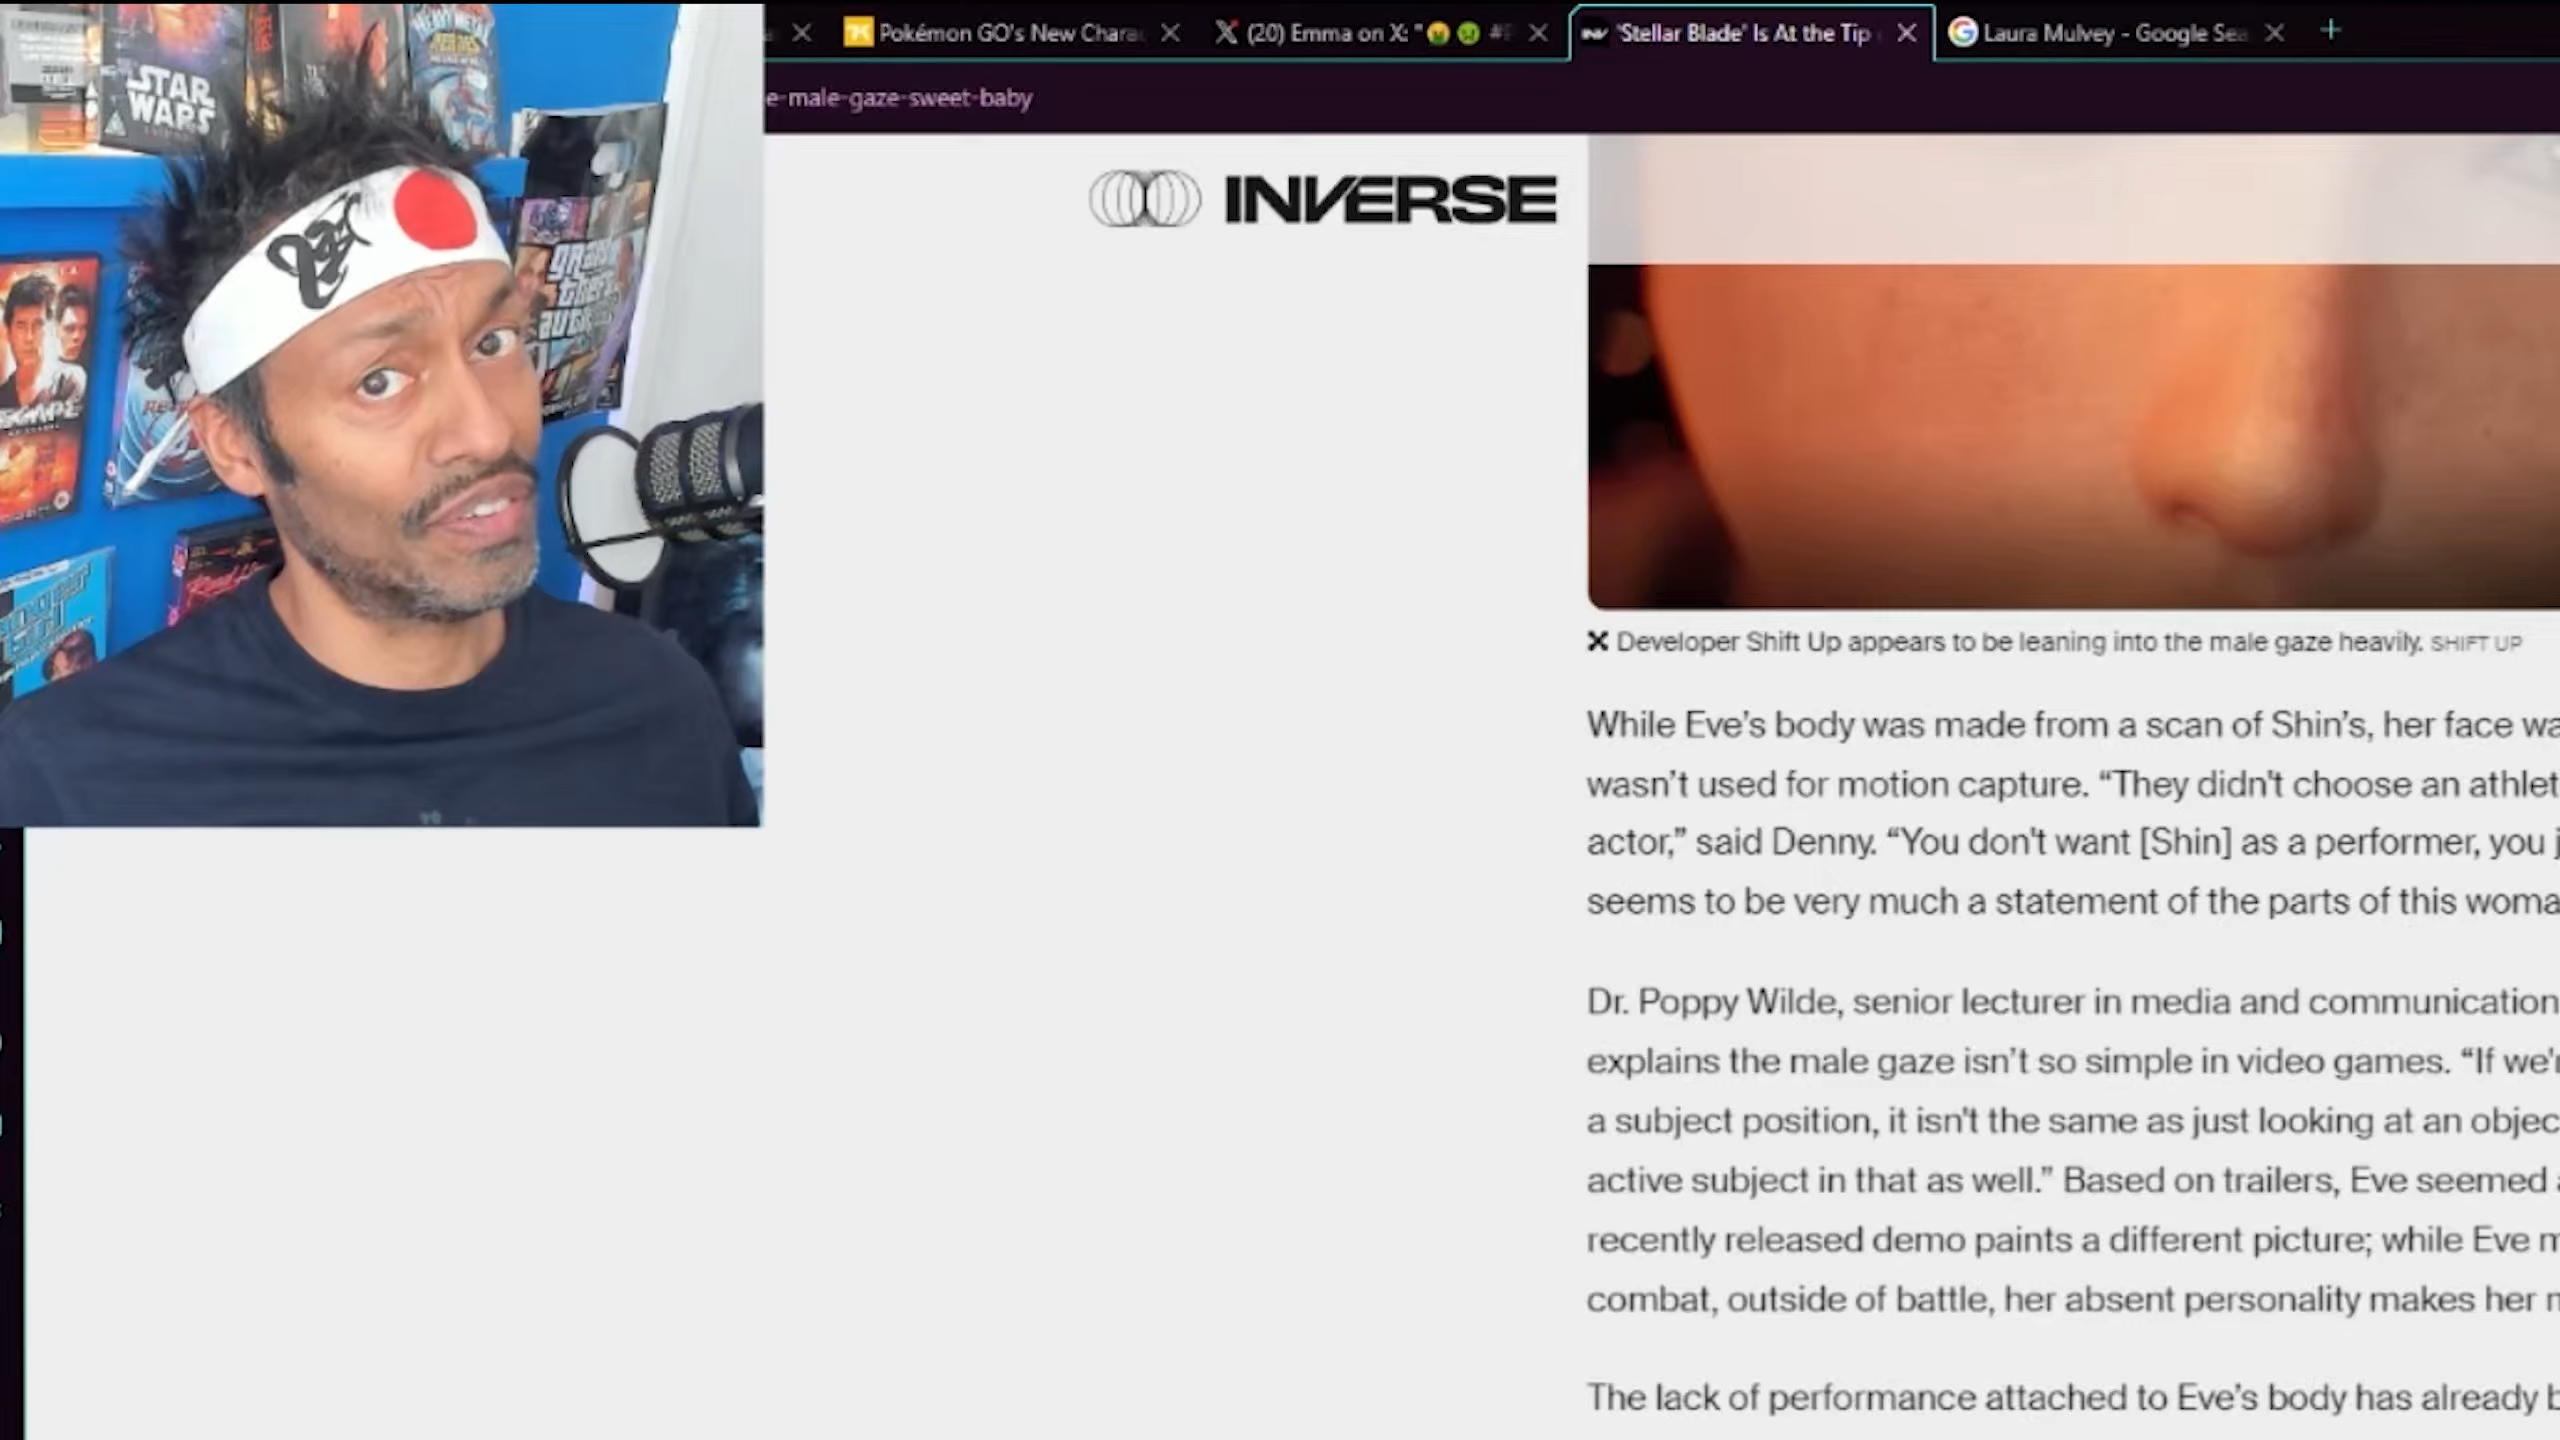 Pokémon GO's New Chara
(20) Emma on X: "🤮🤢 #
'Stellar Blade' Is At the Tip
Laura Mulvey - Google Sea
e-male-gaze-sweet-baby
STAR
WARS
grand
theft
auto
INVERSE
Developer Shift Up appears to be leaning into the male gaze heavily. SHIFT UP
While Eve's body was made from a scan of Shin's, her face wa
wasn't used for motion capture. “They didn't choose an athlet
actor,” said Denny. “You don't want [Shin] as a performer, you j
seems to be very much a statement of the parts of this woma
Dr. Poppy Wilde, senior lecturer in media and communication
explains the male gaze isn't so simple in video games. “If we'r
a subject position, it isn't the same as just looking at an objec
active subject in that as well.” Based on trailers, Eve seemed
recently released demo paints a different picture; while Eve m
combat, outside of battle, her absent personality makes her
The lack of performance attached to Eve's body has already b